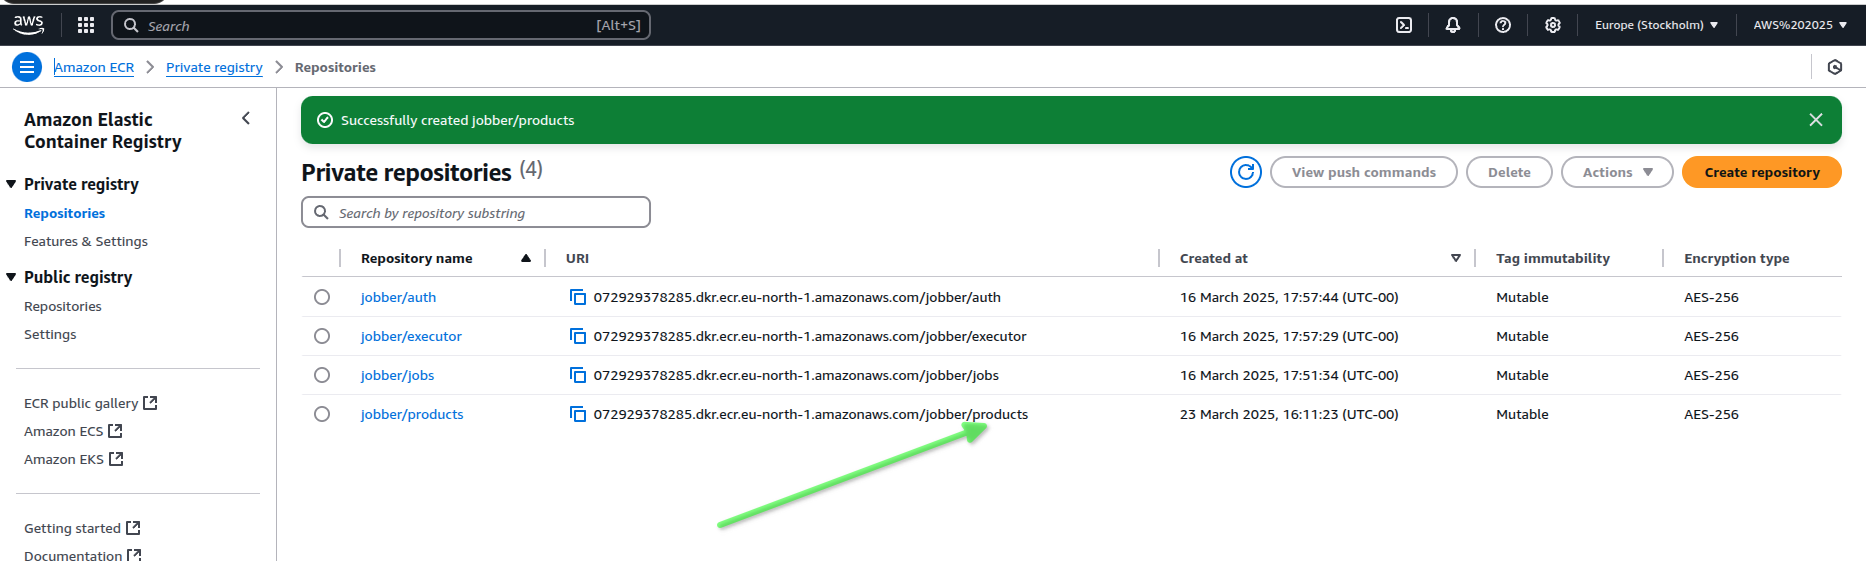 aws
Search
[Alt+S]
Europe (Stockholm)
AWS%202025
Amazon ECR
Private registry
Repositories
Amazon Elastic
Container Registry
Private registry
Repositories
Features & Settings
Public registry
Repositories
Settings
ECR public gallery
Amazon ECS
Amazon EKS
Getting started
Documentation
Successfully created jobber/products
Private repositories (4)
View push commands
Delete
Actions
Create repository
Search by repository substring
Repository name URI Created at Tag immutability Encryption type
jobber/auth 072929378285.dkr.ecr.eu-north-1.amazonaws.com/jobber/auth 16 March 2025, 17:57:44 (UTC-00) Mutable AES-256
jobber/executor 072929378285.dkr.ecr.eu-north-1.amazonaws.com/jobber/executor 16 March 2025, 17:57:29 (UTC-00) Mutable AES-256
jobber/jobs 072929378285.dkr.ecr.eu-north-1.amazonaws.com/jobber/jobs 16 March 2025, 17:51:34 (UTC-00) Mutable AES-256
jobber/products 072929378285.dkr.ecr.eu-north-1.amazonaws.com/jobber/products 23 March 2025, 16:11:23 (UTC-00) Mutable AES-256